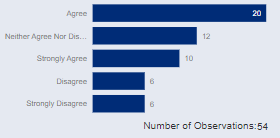 Agree 20
Neither Agree Nor Dis... 12
Strongly Agree 10
Disagree 6
Strongly Disagree 6
Number of Observations:54